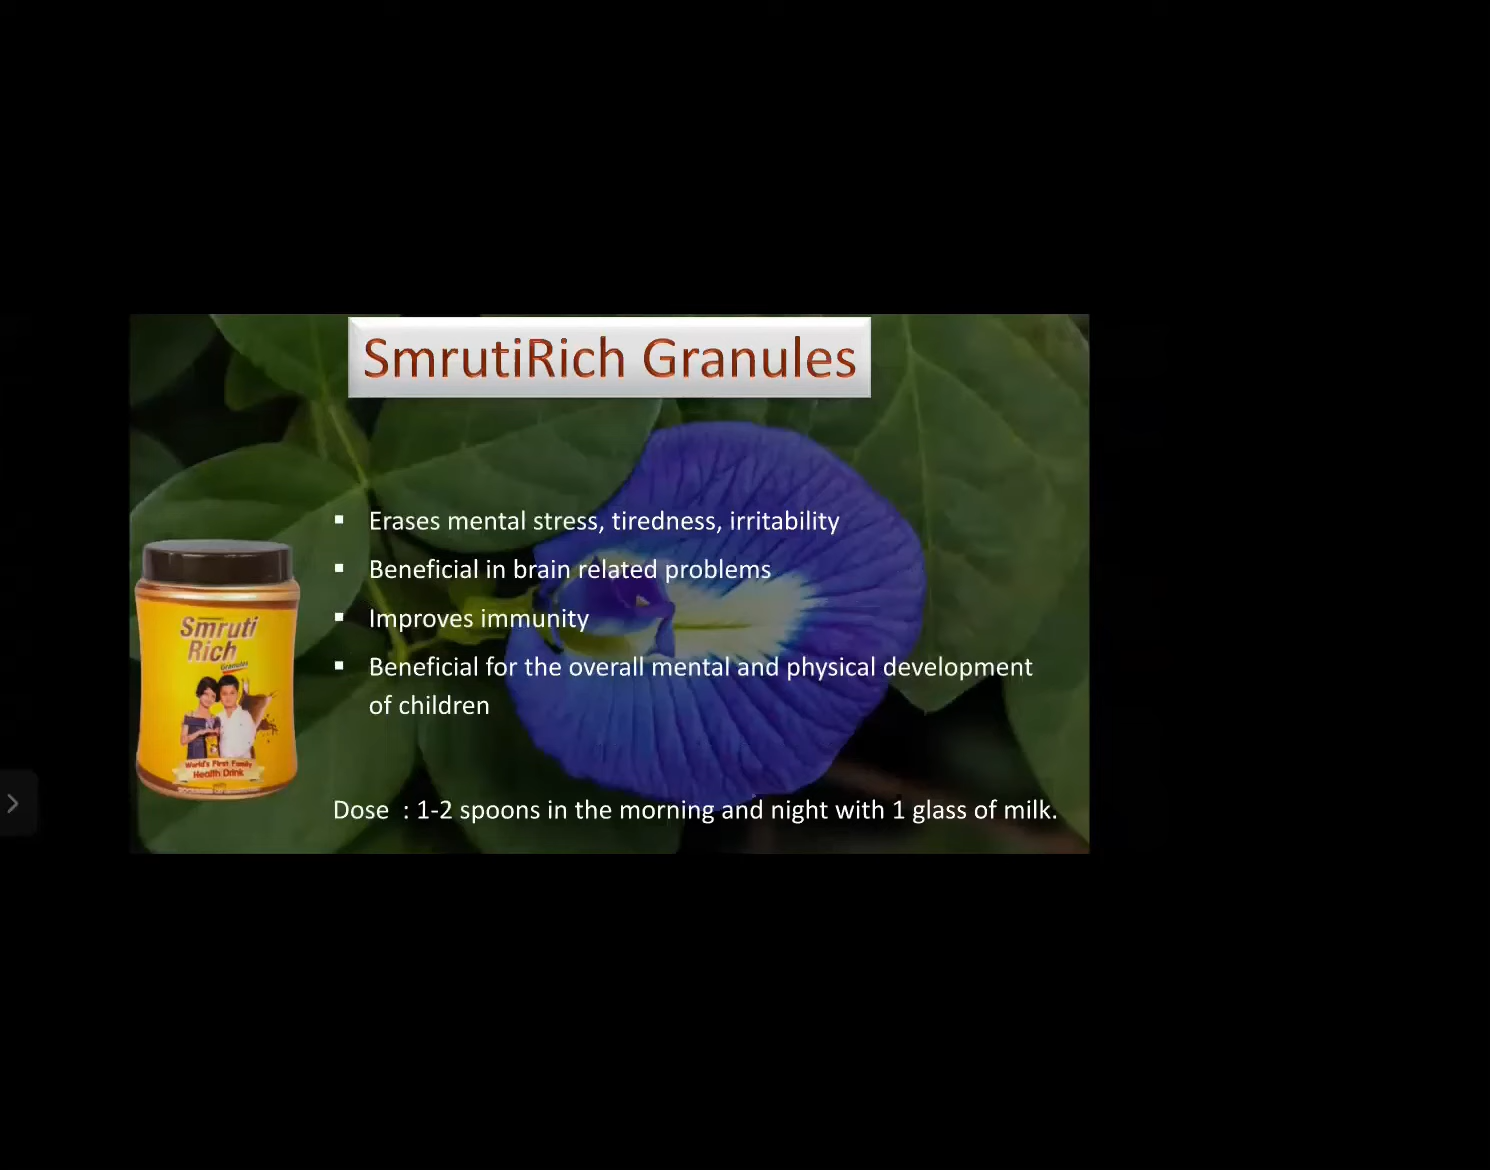 SmrutiRich Granules
▪ Erases mental stress, tiredness, irritability
▪ Beneficial in brain related problems
▪ Improves immunity
▪ Beneficial for the overall mental and physical development
of children
Smruti
Rich
Granules
World's First Family
Health Drink
Dose : 1-2 spoons in the morning and night with 1 glass of milk.